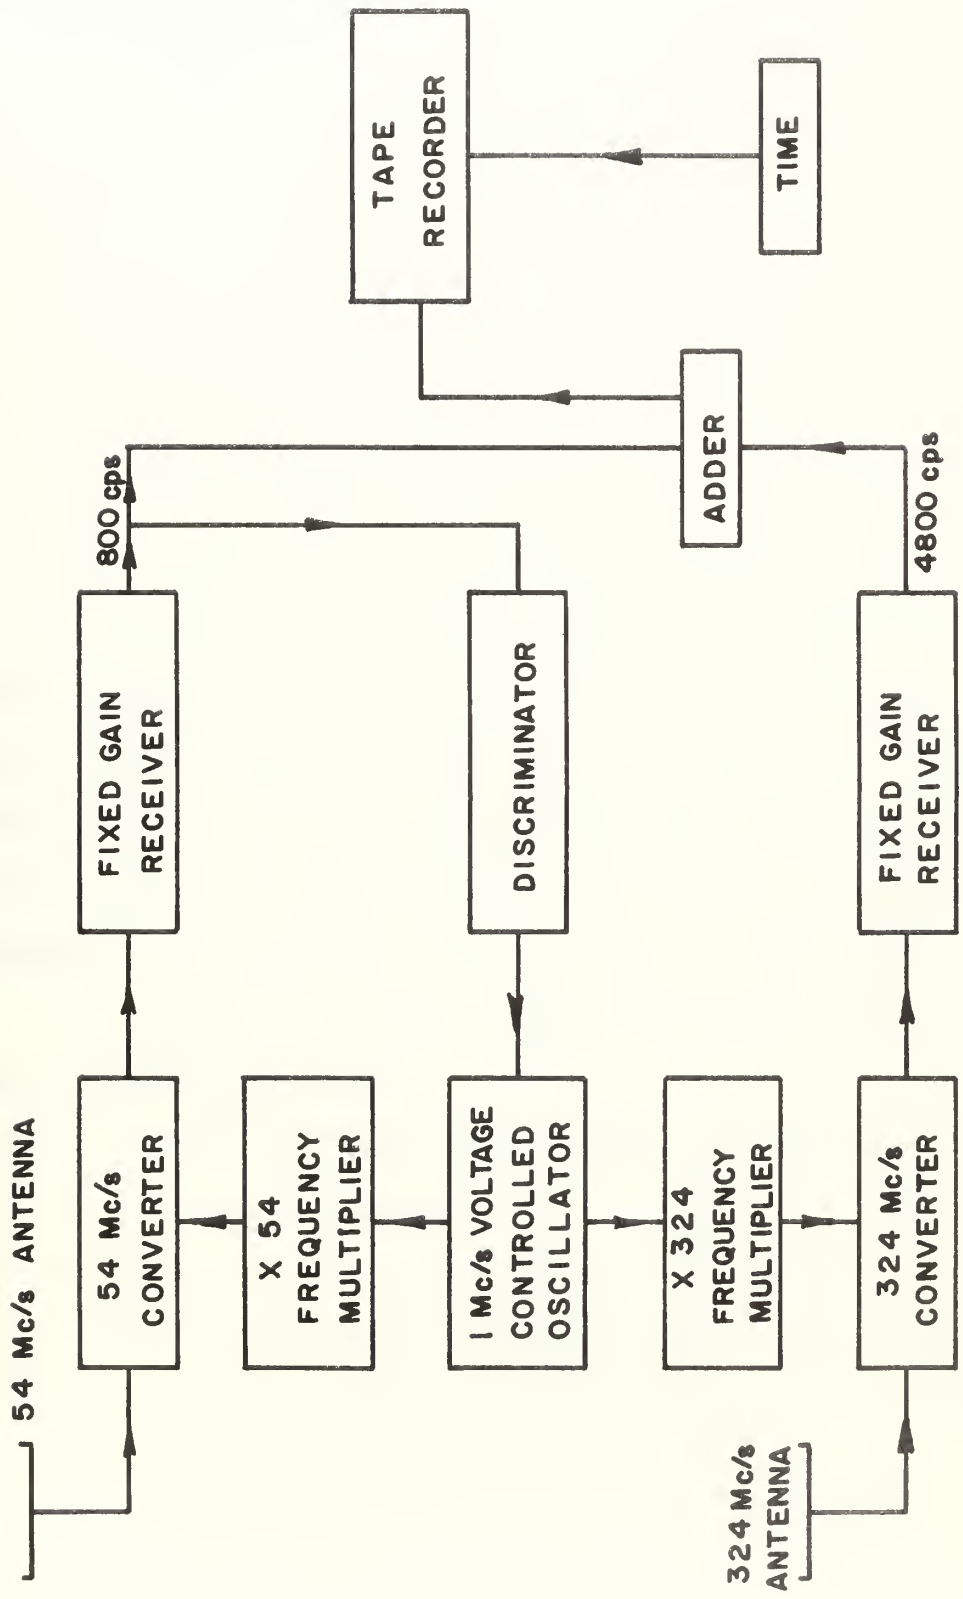 54 Mc/s ANTENNA
54 Mc/s
CONVERTER
FIXED GAIN
RECEIVER
800 cps
X 54
FREQUENCY
MULTIPLIER
1 Mc/s VOLTAGE
CONTROLLED
OSCILLATOR
DISCRIMINATOR
TAPE
RECORDER
X 324
FREQUENCY
MULTIPLIER
ADDER
TIME
324 Mc/s
ANTENNA
324 Mc/s
CONVERTER
FIXED GAIN
RECEIVER
4800 cps